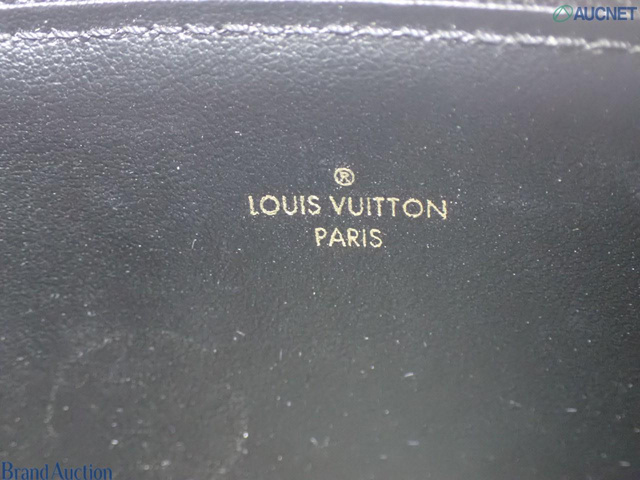 AUCNET
®
LOUIS VUITTON
PARIS
Brand Auction